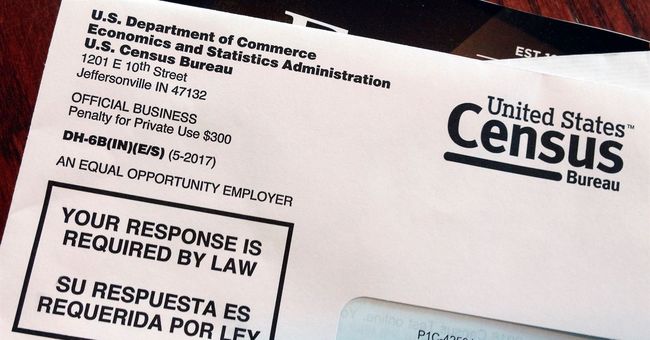 U.S. Department of Commerce
Economics and Statistics Administration
U.S. Census Bureau
1201 E 10th Street
Jeffersonville IN 47132
OFFICIAL BUSINESS
Penalty for Private Use $300
DH-6B(IN)(E/S) (5-2017)
AN EQUAL OPPORTUNITY EMPLOYER
YOUR RESPONSE IS
REQUIRED BY LAW
SU RESPUESTA ES
REQUERIDA POR LEY
United States™
Census
Bureau
EST